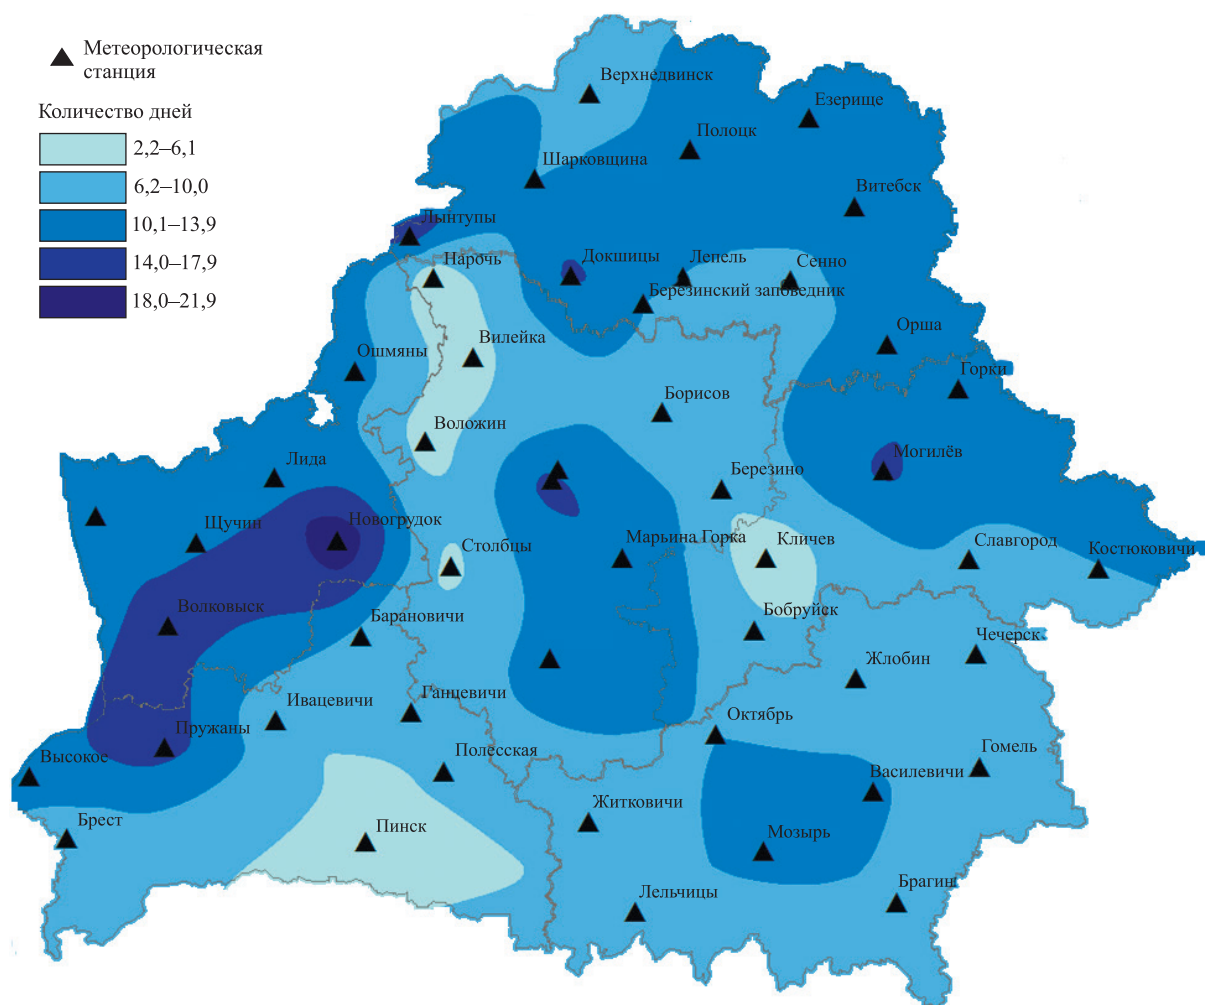 Метеорологическая
станция
Количество дней
2,2–6,1
6,2–10,0
10,1–13,9
14,0–17,9
18,0–21,9
Верхнедвинск
Езерище
Полоцк
Шарковщина
Витебск
Лынтупы
Нарочь
Докшицы
Лепель
Сенно
Березинский заповедник
Орша
Вилейка
Ошмяны
Горки
Борисов
Воложин
Лида
Березино
Могилёв
Щучин
Новогрудок
Столбцы
Марьина Горка
Кличев
Славгород
Костюковичи
Волковыск
Барановичи
Бобруйск
Чечерск
Жлобин
Ивацевичи
Ганцевичи
Октябрь
Пружаны
Высокое
Полесская
Гомель
Василевичи
Житковичи
Брест
Пинск
Мозырь
Брагин
Лельчицы